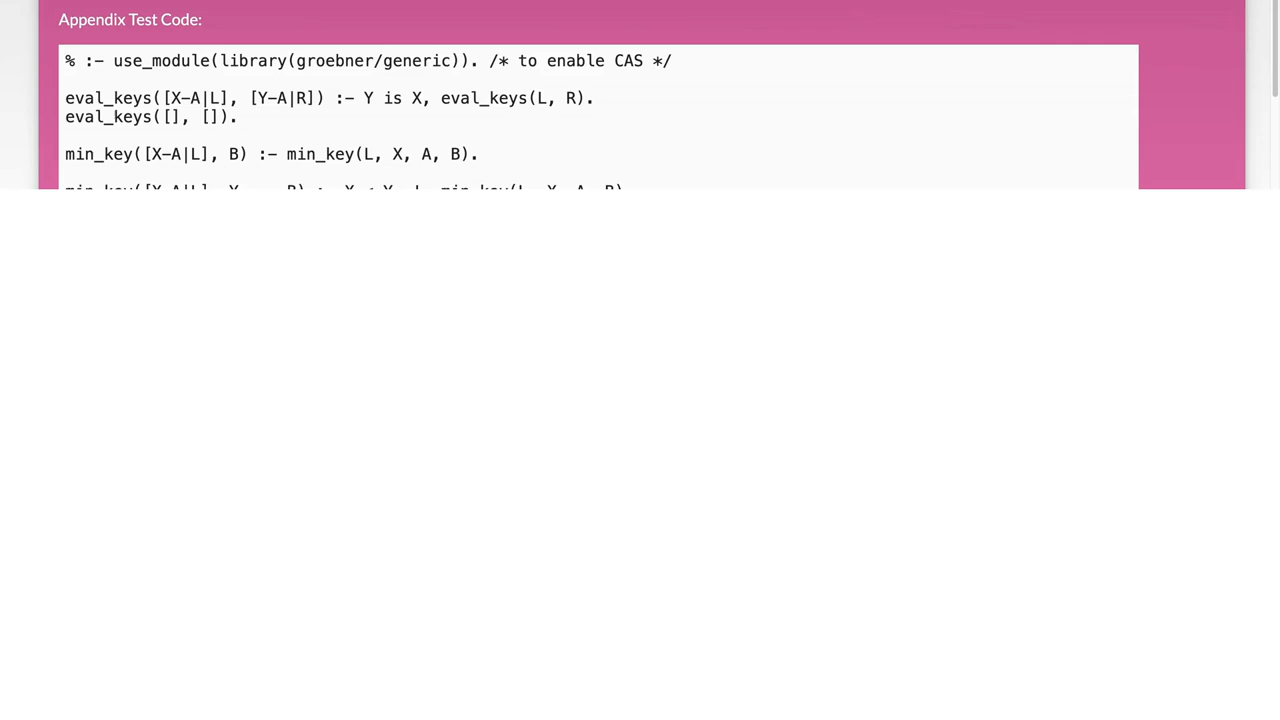 Appendix Test Code:
% :- use_module(library(groebner/generic)). /* to enable CAS */
eval_keys([X-A|L], [Y-A|R]) :- Y is X, eval_keys(L, R).
eval_keys([], []).
min_key([X-A|L], B) :- min_key(L, X, A, B).